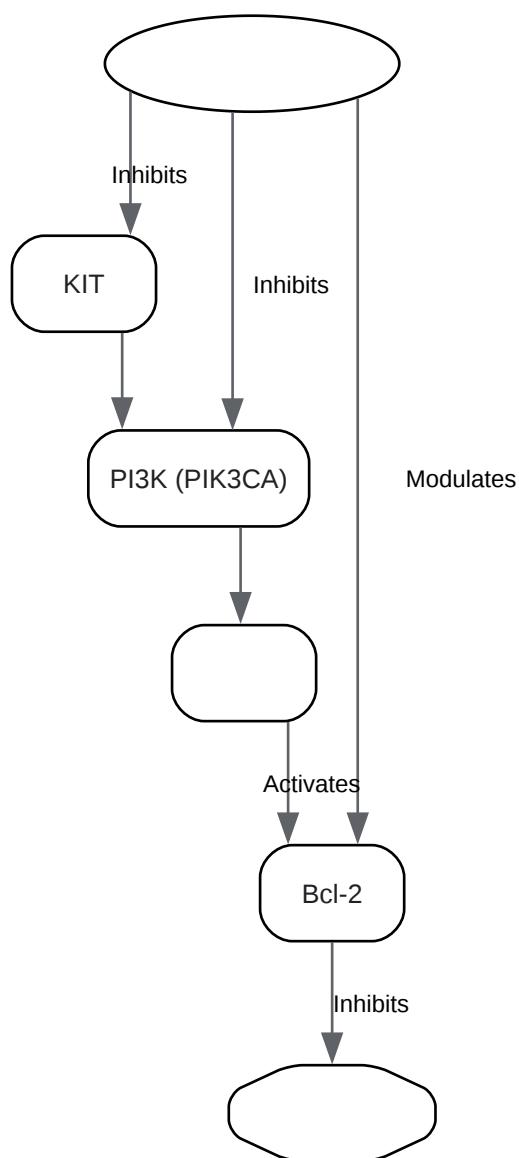 Inhibits
KIT
Inhibits
PI3K (PIK3CA)
Modulates
Activates
Bcl-2
Inhibits